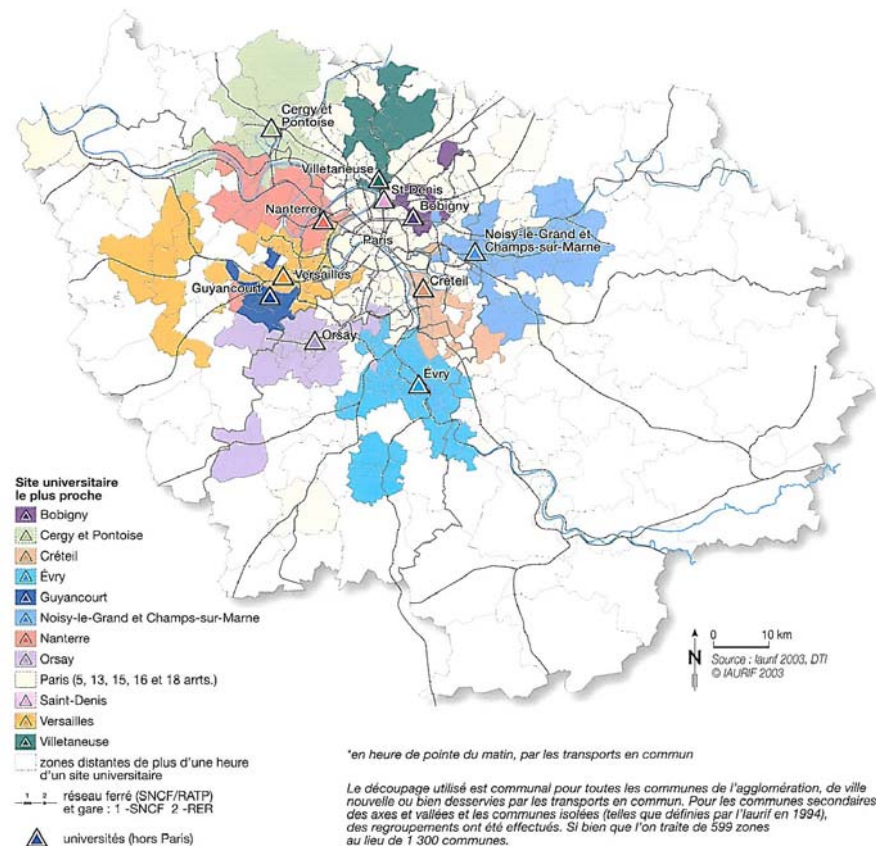 Cergy et
Pontoise
Villetaneuse
St-Denis
Bobigny
Nanterre
Noisy-le-Grand et
Champs-sur-Marne
Paris
Versailles
Guyancourt
Créteil
Orsay
Évry
Site universitaire
le plus proche
Bobigny
Cergy et Pontoise
Créteil
Évry
Guyancourt
Noisy-le-Grand et Champs-sur-Marne
Nanterre
Orsay
Paris (5, 13, 15, 16 et 18 arrts.)
Saint-Denis
Versailles
Villetaneuse
zones distantes de plus d'une heure
d'un site universitaire
1 2 réseau ferré (SNCF/RATP)
et gare : 1 -SNCF 2 -RER
universités (hors Paris)
N
0 10 km
Source : Iaurif 2003, DTI
© IAURIF 2003
*en heure de pointe du matin, par les transports en commun
Le découpage utilisé est communal pour toutes les communes de l'agglomération, de ville
nouvelle ou bien desservies par les transports en commun. Pour les communes secondaires
des axes et vallées et les communes isolées (telles que définies par l'Iaurif en 1994),
des regroupements ont été effectués. Si bien que l'on traite de 599 zones
au lieu de 1 300 communes.